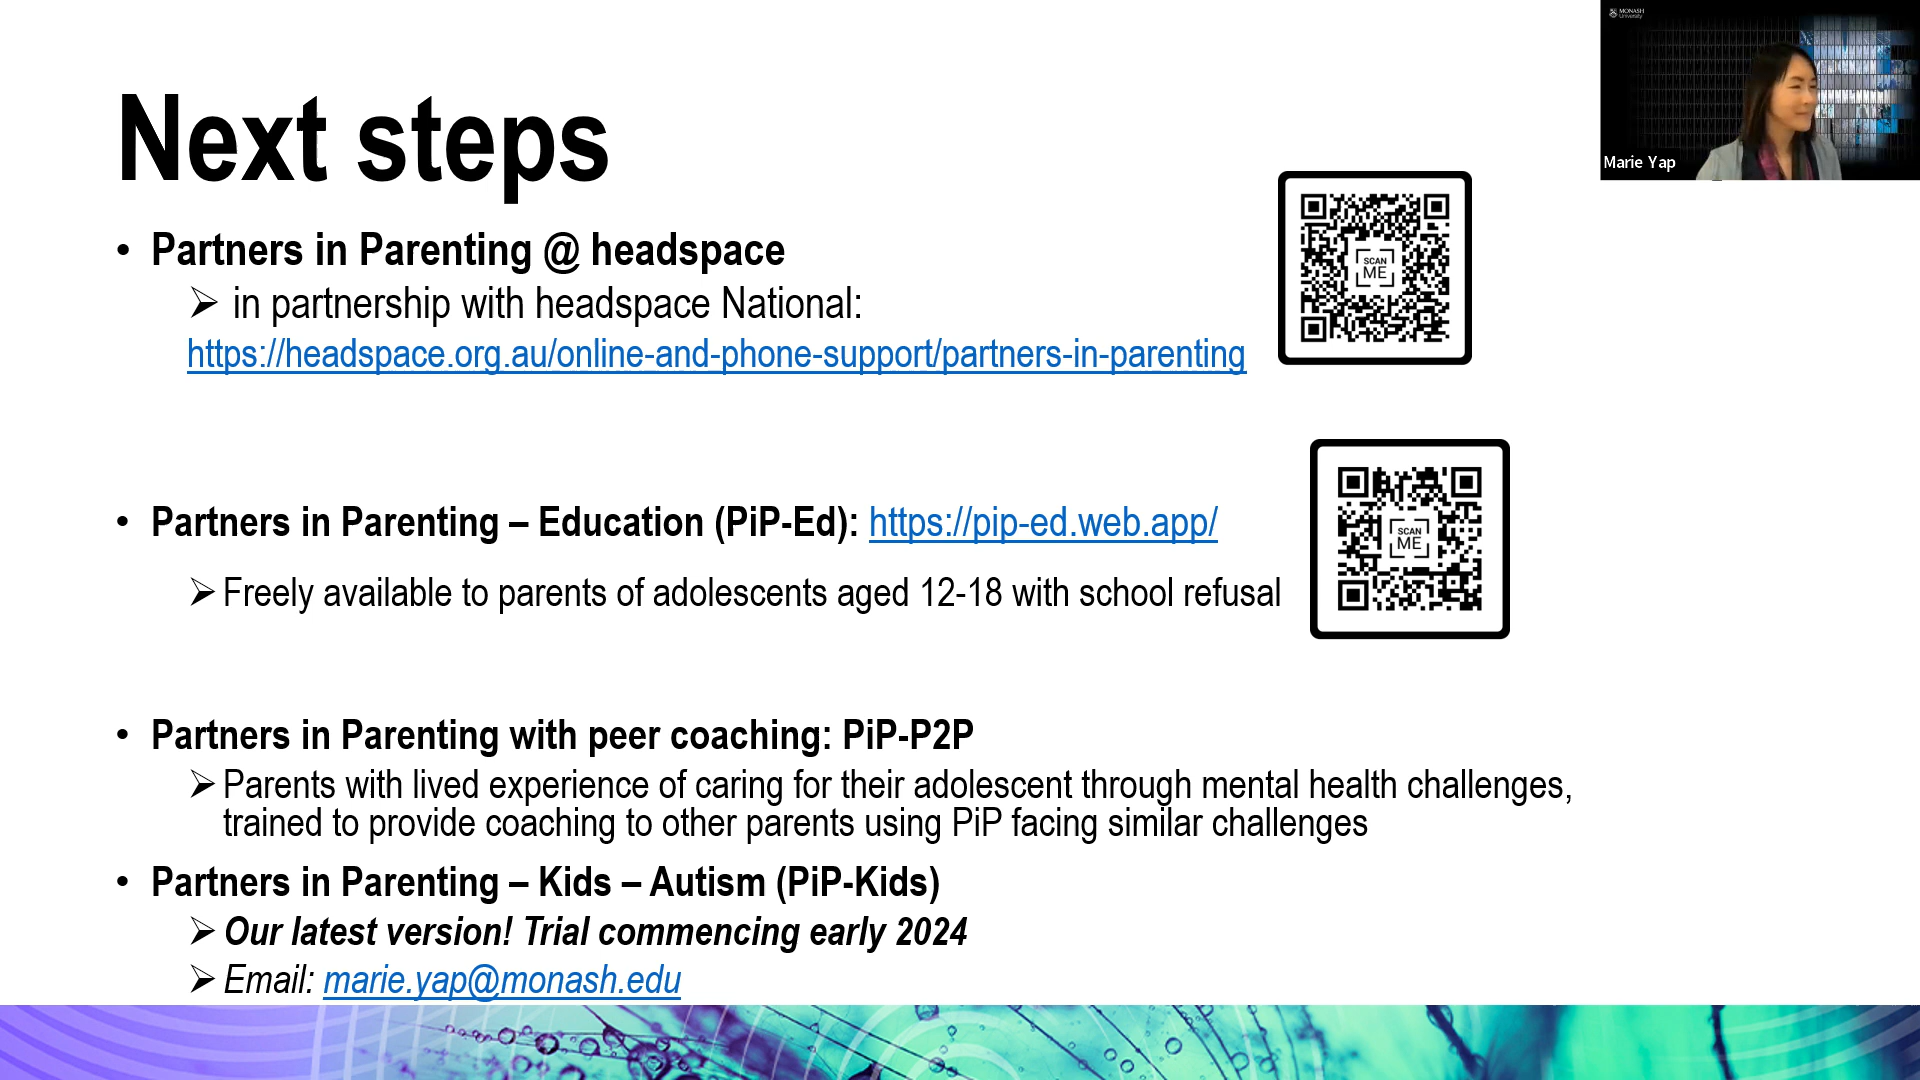 MONASH
University
Marie Yap
Next steps
• Partners in Parenting @ headspace
➢ in partnership with headspace National:
https://headspace.org.au/online-and-phone-support/partners-in-parenting
SCAN
ME
• Partners in Parenting – Education (PiP-Ed): https://pip-ed.web.app/
➢ Freely available to parents of adolescents aged 12-18 with school refusal
SCAN
ME
• Partners in Parenting with peer coaching: PiP-P2P
➢ Parents with lived experience of caring for their adolescent through mental health challenges,
trained to provide coaching to other parents using PiP facing similar challenges
• Partners in Parenting – Kids – Autism (PiP-Kids)
➢ Our latest version! Trial commencing early 2024
➢ Email: marie.yap@monash.edu